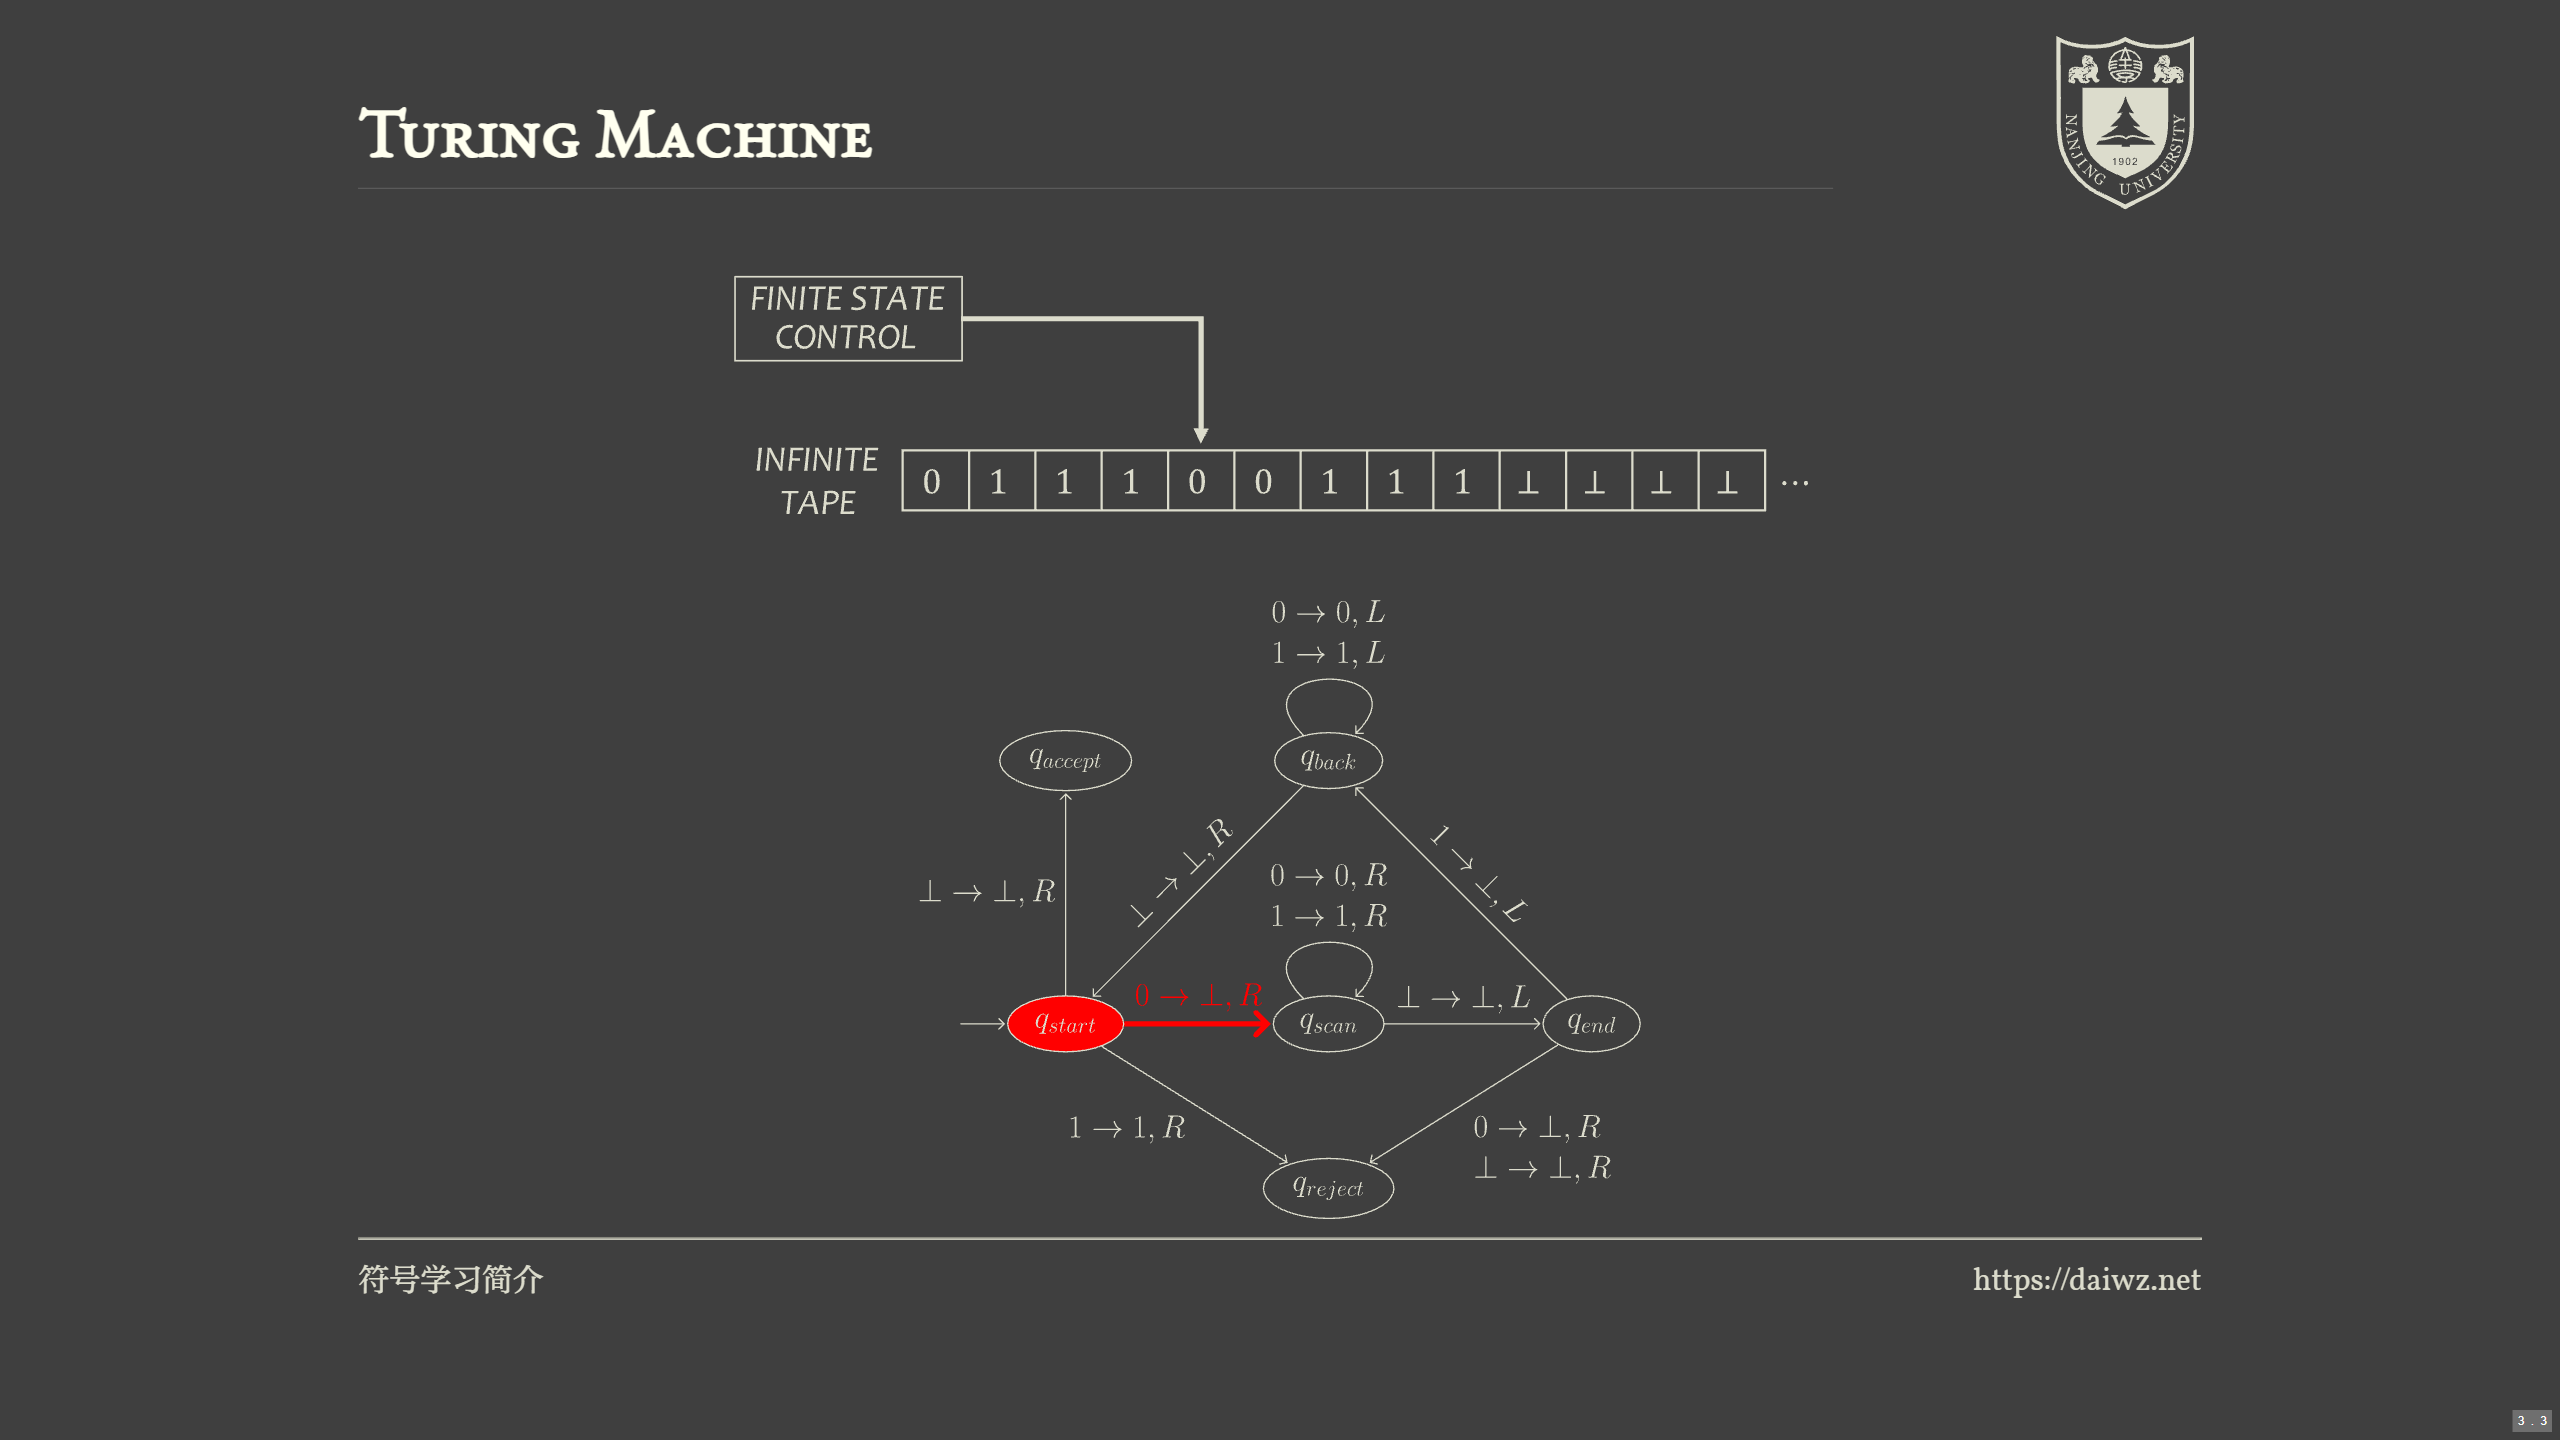 TURING MACHINE
NANJING UNIVERSITY
1902
FINITE STATE
CONTROL
INFINITE
TAPE
0 1 1 1 0 0 1 1 1 ⊥ ⊥ ⊥ ⊥ ...
0 → 0, L
1 → 1, L
q_accept
q_back
⊥ → ⊥, R
⊥ → ⊥, R
1 → ⊥, L
0 → 0, R
1 → 1, R
q_start
0 → ⊥, R
q_scan
⊥ → ⊥, L
q_end
1 → 1, R
0 → ⊥, R
⊥ → ⊥, R
q_reject
符号学习简介
https://daiwz.net
3 . 3